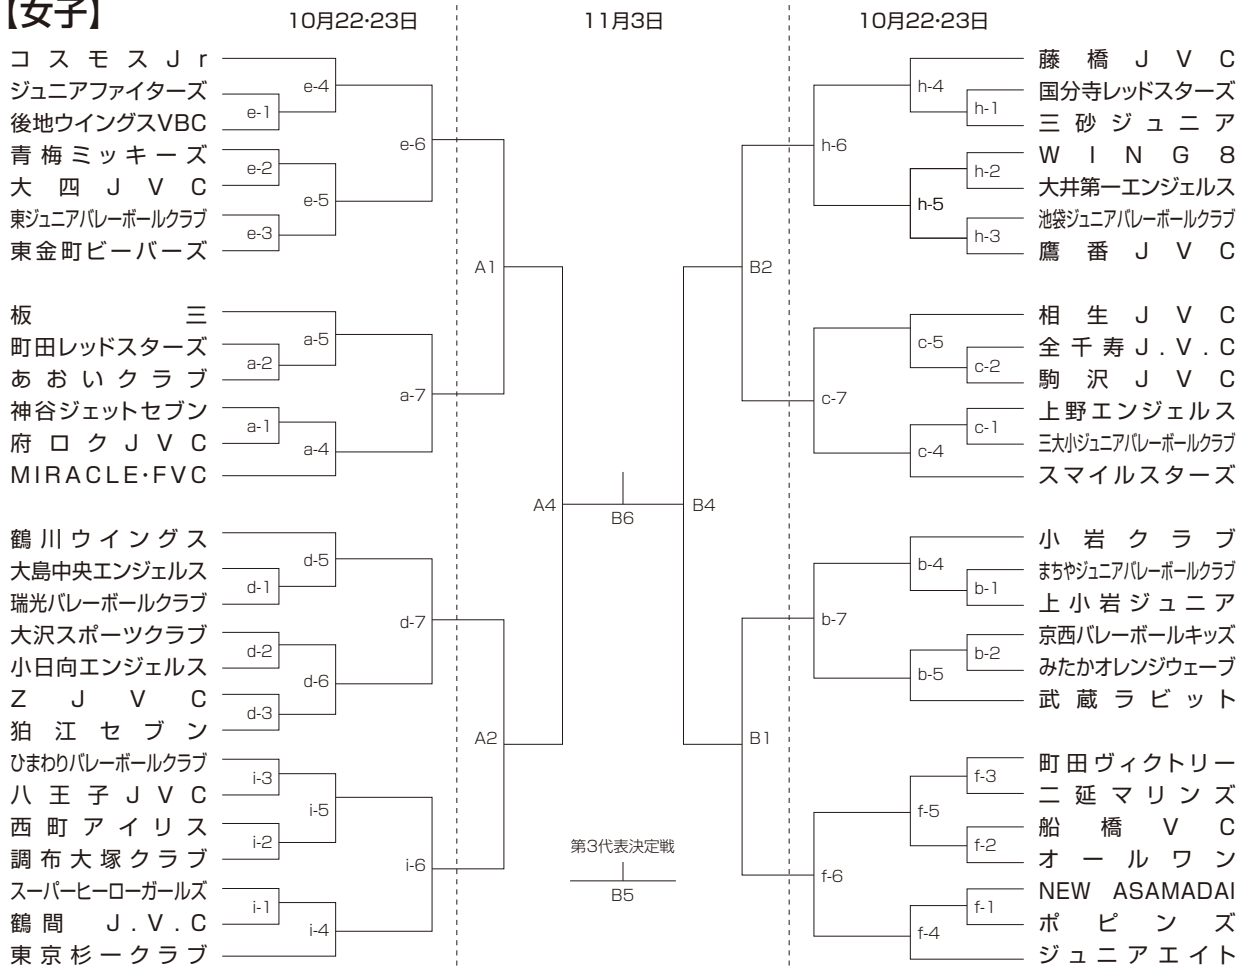 【女子】
10月22・23日
11月3日
10月22・23日
コスモスJr
ジュニアファイターズ
後地ウイングスVBC
青梅ミッキーズ
大四JVC
東ジュニアバレーボールクラブ
東金町ビーバーズ
板三
町田レッドスターズ
あおいクラブ
神谷ジェットセブン
府ロクJVC
MIRACLE・FVC
鶴川ウイングス
大島中央エンジェルス
瑞光バレーボールクラブ
大沢スポーツクラブ
小日向エンジェルス
ZJVC
狛江セブン
ひまわりバレーボールクラブ
八王子JVC
西町アイリス
調布大塚クラブ
スーパーヒーローガールズ
鶴間J.V.C
東京杉一クラブ
e-4
e-1
e-6
e-2
e-5
e-3
A1
a-5
a-2
a-7
a-1
a-4
A4
d-5
d-1
d-7
d-2
d-6
d-3
A2
i-3
i-5
i-2
i-6
i-1
i-4
B6
第3代表決定戦
B5
h-4
h-1
h-6
h-2
h-5
h-3
B2
c-5
c-2
c-7
c-1
c-4
B4
b-4
b-1
b-7
b-2
b-5
B1
f-3
f-5
f-2
f-6
f-1
f-4
藤橋JVC
国分寺レッドスターズ
三砂ジュニア
WING8
大井第一エンジェルス
池袋ジュニアバレーボールクラブ
鷹番JVC
相生JVC
全千寿J.V.C
駒沢JVC
上野エンジェルス
三大小ジュニアバレーボールクラブ
スマイルスターズ
小岩クラブ
まちやジュニアバレーボールクラブ
上小岩ジュニア
京西バレーボールキッズ
みたかオレンジウェーブ
武蔵ラビット
町田ヴィクトリー
二延マリンズ
船橋VC
オールワン
NEW ASAMADAI
ポピンズ
ジュニアエイト